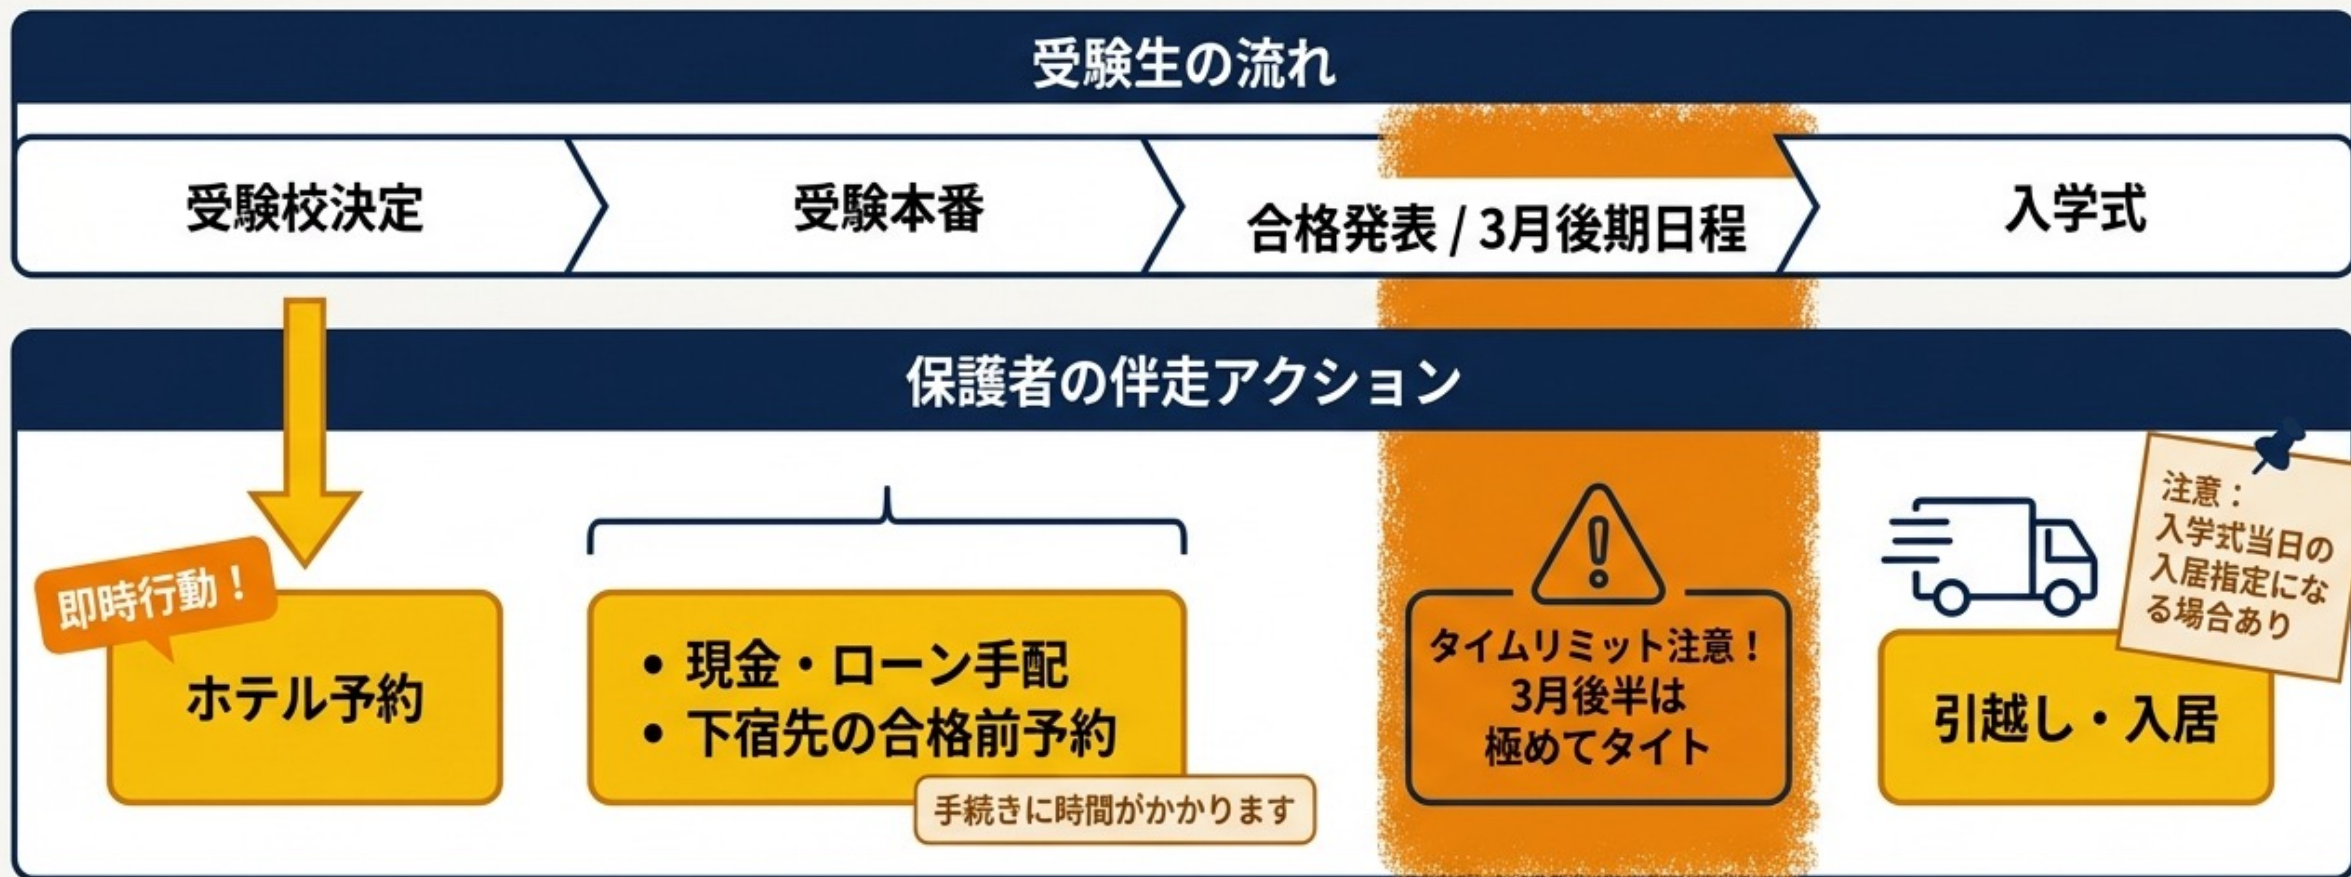 受験生の流れ
受験校決定
受験本番
合格発表 / 3月後期日程
入学式
保護者の伴走アクション
即時行動！
ホテル予約
• 現金・ローン手配
• 下宿先の合格前予約
手続きに時間がかかります
タイムリミット注意！
3月後半は
極めてタイト
注意：
入学式当日の
入居指定にな
る場合あり
引越し・入居